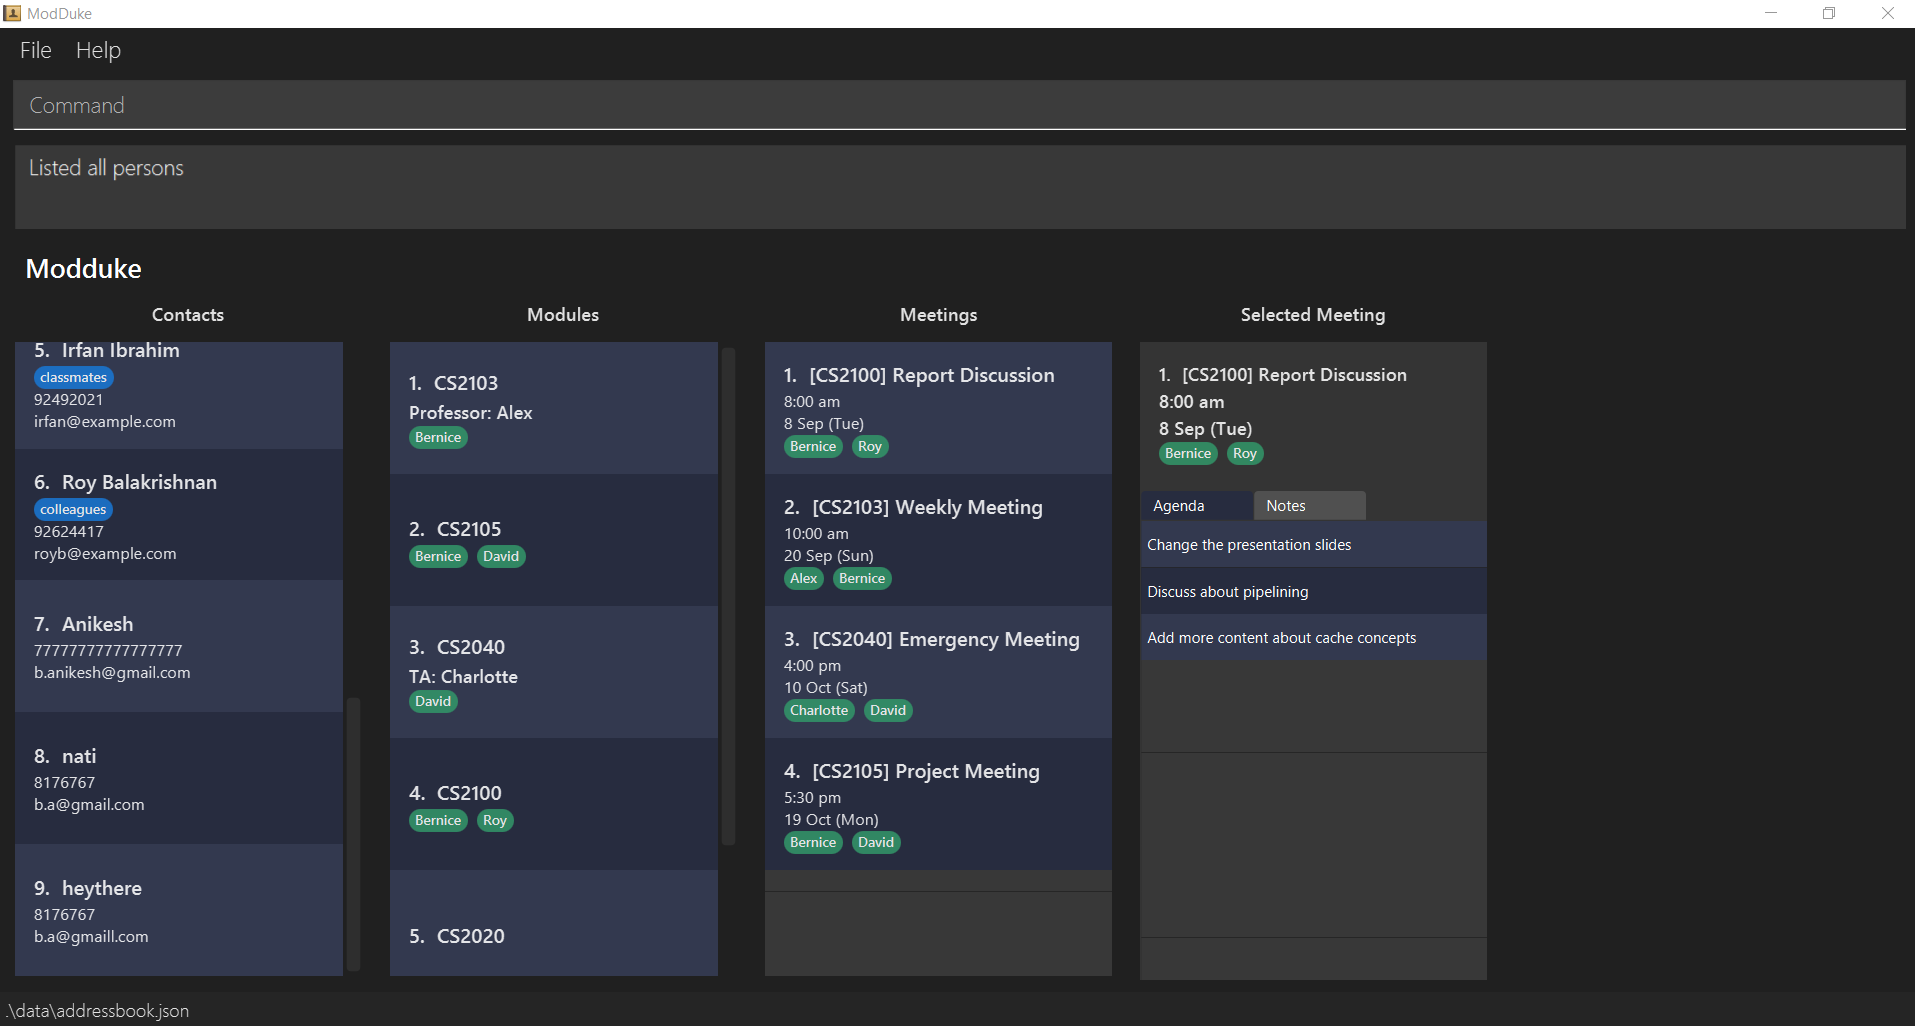 ModDuke
File Help
Command
Listed all persons
Modduke
Contacts
5. Irfan Ibrahim
classmates
92492021
irfan@example.com
6. Roy Balakrishnan
colleagues
92624417
royb@example.com
7. Anikesh
77777777777777777
b.anikesh@gmail.com
8. nati
8176767
b.a@gmail.com
9. heythere
8176767
b.a@gmaill.com
Modules
1. CS2103
Professor: Alex
Bernice
2. CS2105
Bernice David
3. CS2040
TA: Charlotte
David
4. CS2100
Bernice Roy
5. CS2020
Meetings
1. [CS2100] Report Discussion
8:00 am
8 Sep (Tue)
Bernice Roy
2. [CS2103] Weekly Meeting
10:00 am
20 Sep (Sun)
Alex Bernice
3. [CS2040] Emergency Meeting
4:00 pm
10 Oct (Sat)
Charlotte David
4. [CS2105] Project Meeting
5:30 pm
19 Oct (Mon)
Bernice David
Selected Meeting
1. [CS2100] Report Discussion
8:00 am
8 Sep (Tue)
Bernice Roy
Agenda Notes
Change the presentation slides
Discuss about pipelining
Add more content about cache concepts
.\data\addressbook.json